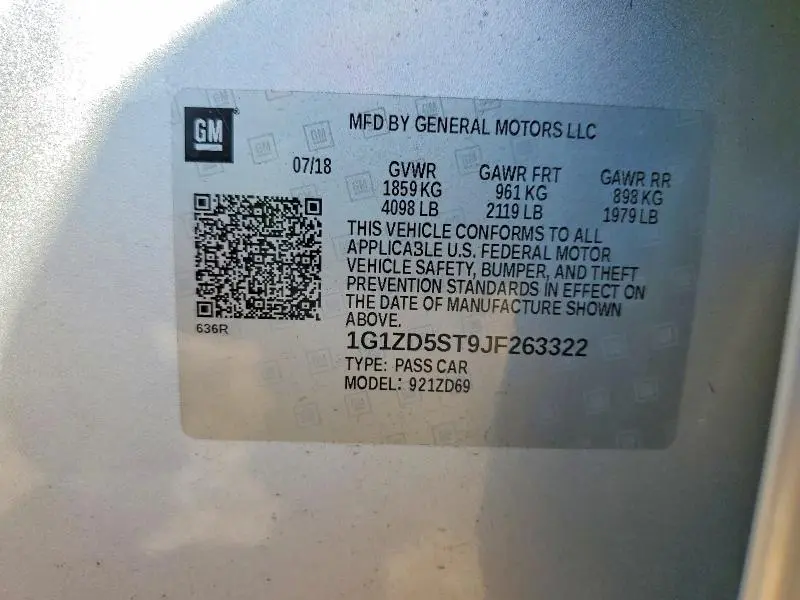 GM
MFD BY GENERAL MOTORS LLC
07/18
GVWR GAWR FRT GAWR RR
1859 KG 961 KG 898 KG
4098 LB 2119 LB 1979 LB
THIS VEHICLE CONFORMS TO ALL
APPLICABLE U.S. FEDERAL MOTOR
VEHICLE SAFETY, BUMPER, AND THEFT
PREVENTION STANDARDS IN EFFECT ON
THE DATE OF MANUFACTURE SHOWN
ABOVE.
636R
1G1ZD5ST9JF263322
TYPE: PASS CAR
MODEL: 921ZD69